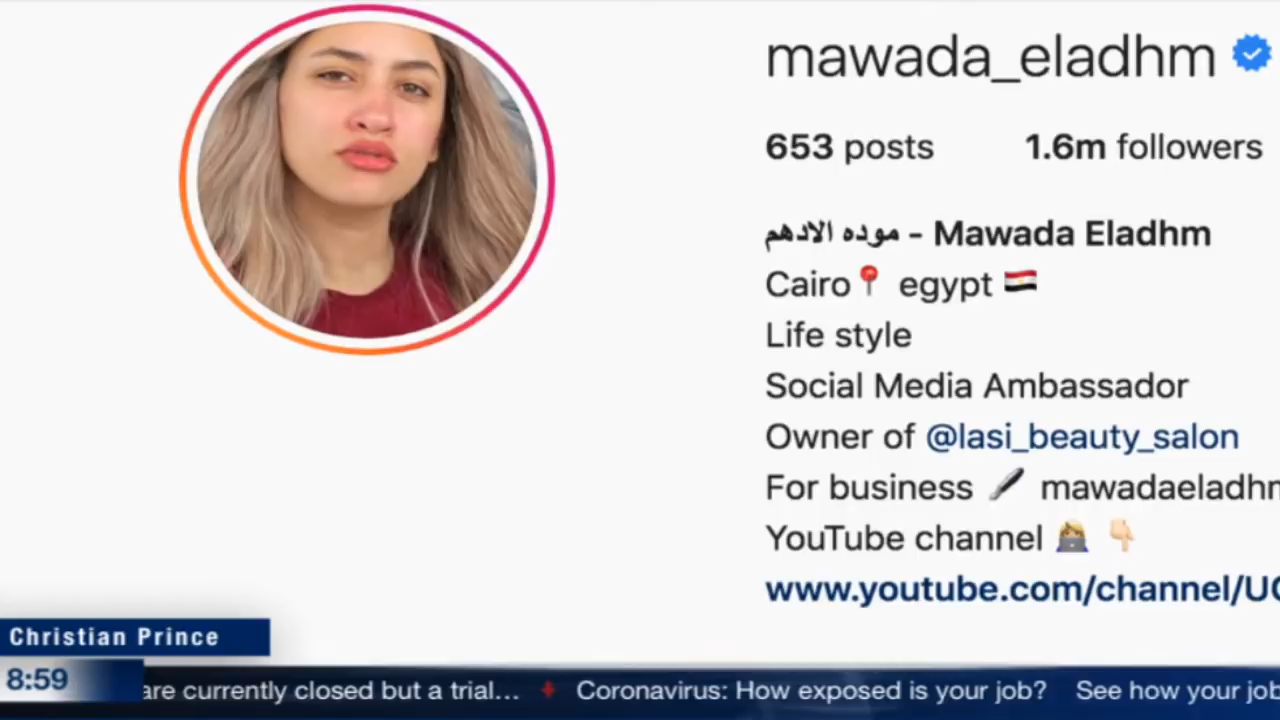 mawada_eladhm
653 posts 1.6m followers
موده الادهم - Mawada Eladhm
Cairo📍 egypt 🇪🇬
Life style
Social Media Ambassador
Owner of @lasi_beauty_salon
For business 🖋 mawadaeladhm
YouTube channel 👩🏼‍💻 👇🏻
www.youtube.com/channel/UC
Christian Prince
8:59 are currently closed but a trial... Coronavirus: How exposed is your job? See how your job